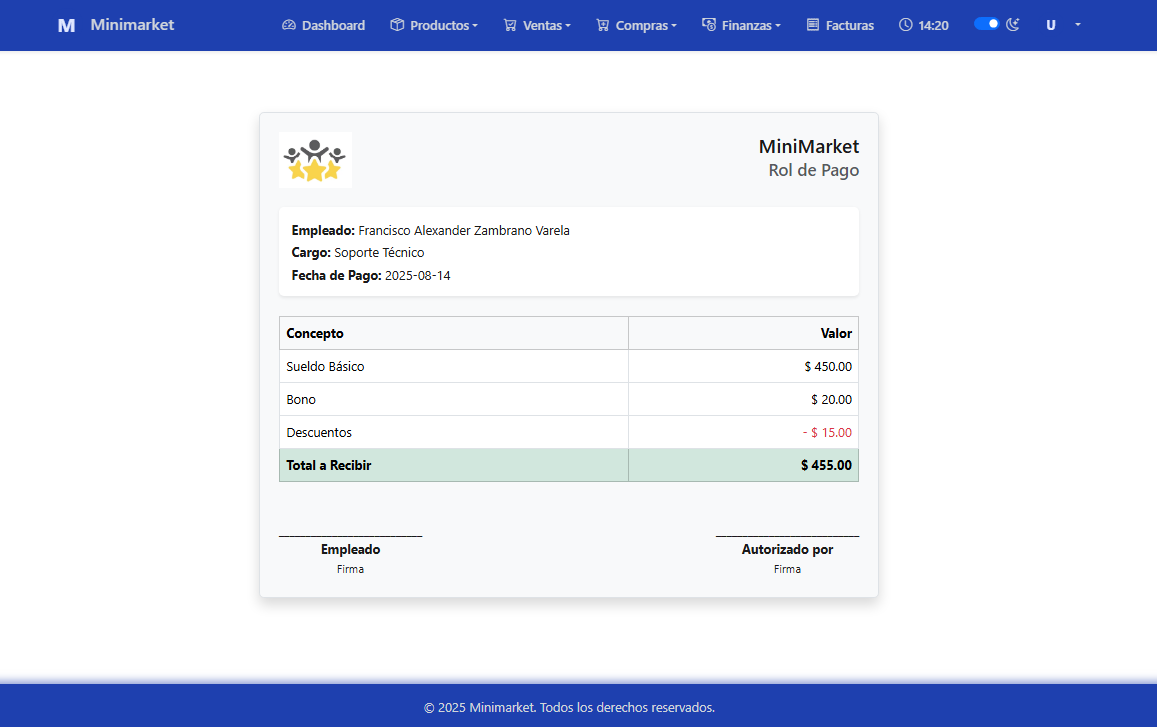 M Minimarket Dashboard Productos Ventas Compras Finanzas Facturas 14:20 U
MiniMarket
Rol de Pago
Empleado: Francisco Alexander Zambrano Varela
Cargo: Soporte Técnico
Fecha de Pago: 2025-08-14
Concepto Valor
Sueldo Básico $ 450.00
Bono $ 20.00
Descuentos - $ 15.00
Total a Recibir $ 455.00
Empleado Autorizado por
Firma Firma
© 2025 Minimarket. Todos los derechos reservados.